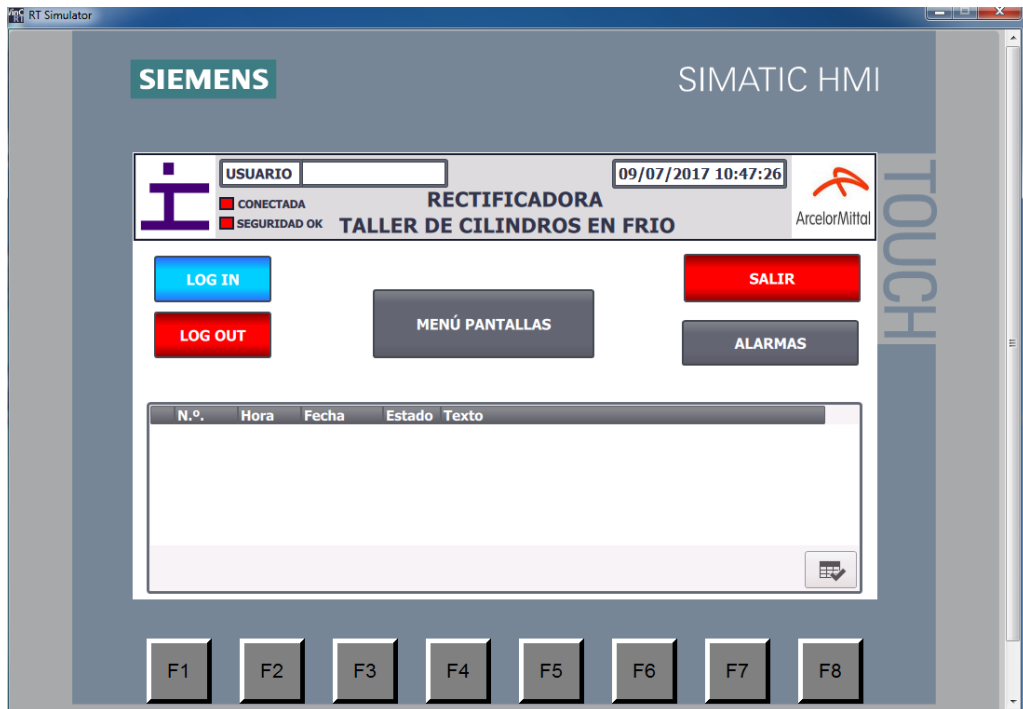 RT Simulator
SIEMENS
SIMATIC HMI
USUARIO
09/07/2017 10:47:26
CONECTADA
RECTIFICADORA
SEGURIDAD OK
TALLER DE CILINDROS EN FRIO
ArcelorMittal
TOUCH
LOG IN
SALIR
MENÚ PANTALLAS
LOG OUT
ALARMAS
N.º. Hora Fecha Estado Texto
F1 F2 F3 F4 F5 F6 F7 F8